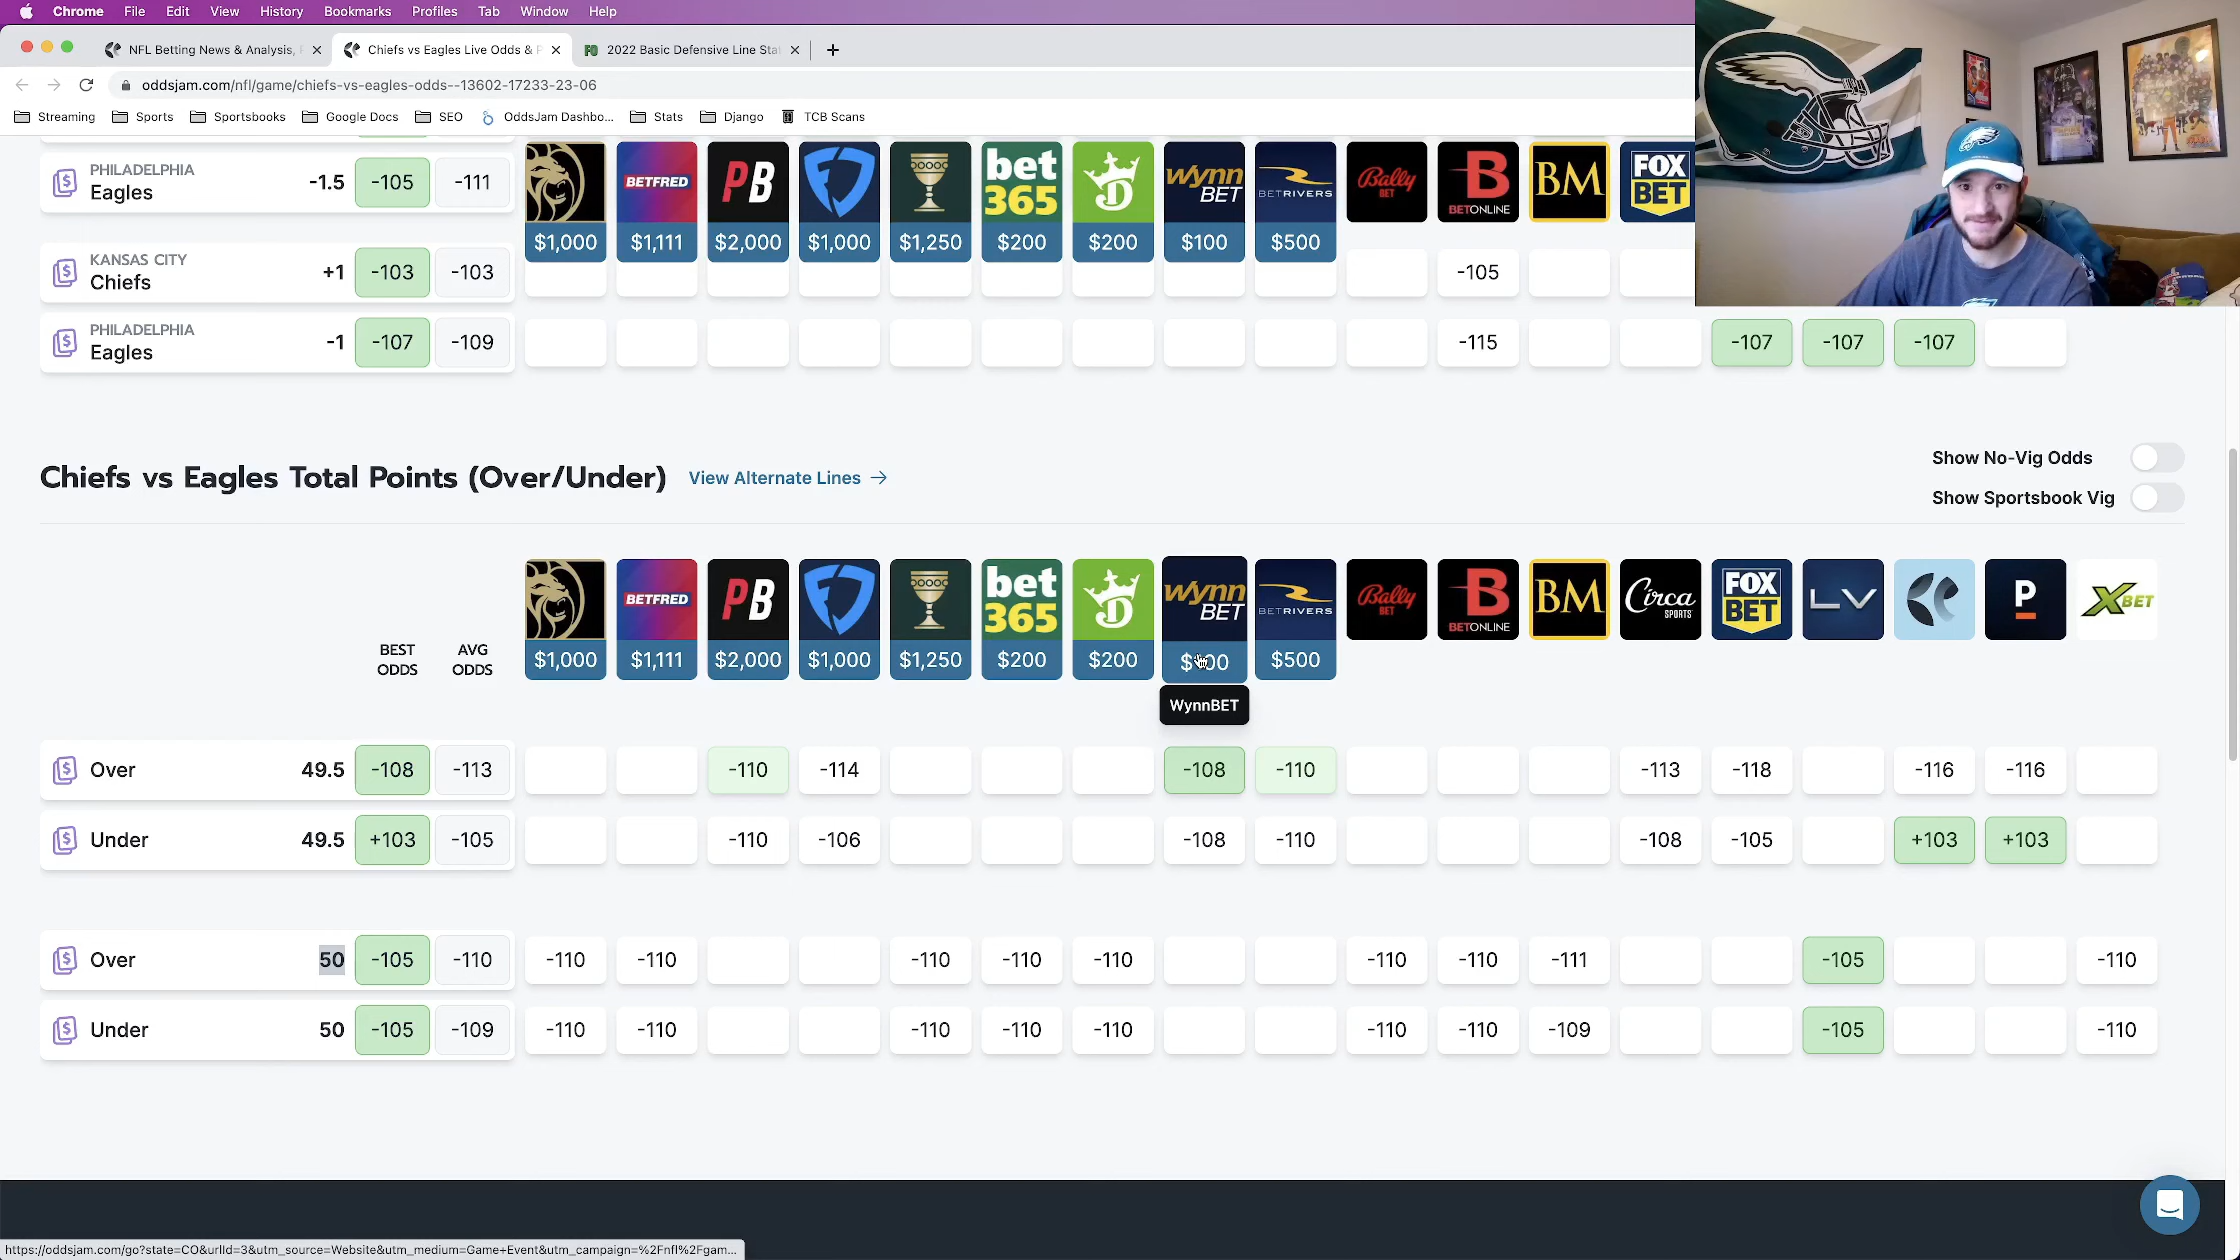 Chrome File Edit View History Bookmarks Profiles Tab Window Help
NFL Betting News & Analysis, Chiefs vs Eagles Live Odds & 2022 Basic Defensive Line
oddsjam.com/nfl/game/chiefs-vs-eagles-odds--13602-17233-23-06
Streaming Sports Sportsbooks Google Docs SEO OddsJam Dashbo... Stats Django TCB Scans
BETFRED PB bet365 wynn BET BETRIVERS Bally BET B BETONLINE BM FOX BET
PHILADELPHIA
Eagles -1.5 -105 -111
$1,000 $1,111 $2,000 $1,000 $1,250 $200 $200 $100 $500
KANSAS CITY
Chiefs +1 -103 -103 -105
PHILADELPHIA
Eagles -1 -107 -109 -115 -107 -107 -107
Chiefs vs Eagles Total Points (Over/Under) View Alternate Lines →
Show No-Vig Odds
Show Sportsbook Vig
BETFRED PB bet365 wynn BET BETRIVERS Bally BET B BETONLINE BM Circa SPORTS FOX BET LV P XBET
BEST ODDS AVG ODDS $1,000 $1,111 $2,000 $1,000 $1,250 $200 $200 $500
WynnBET
Over 49.5 -108 -113 -110 -114 -108 -110 -113 -118 -116 -116
Under 49.5 +103 -105 -110 -106 -108 -110 -108 -105 +103 +103
Over 50 -105 -110 -110 -110 -110 -110 -110 -110 -110 -111 -105 -110
Under 50 -105 -109 -110 -110 -110 -110 -110 -110 -110 -109 -105 -110
https://oddsjam.com/go?state=CO&urlId=3&utm_source=Website&utm_medium=Game+Event&utm_campaign=%2Fnfl%2Fgam...